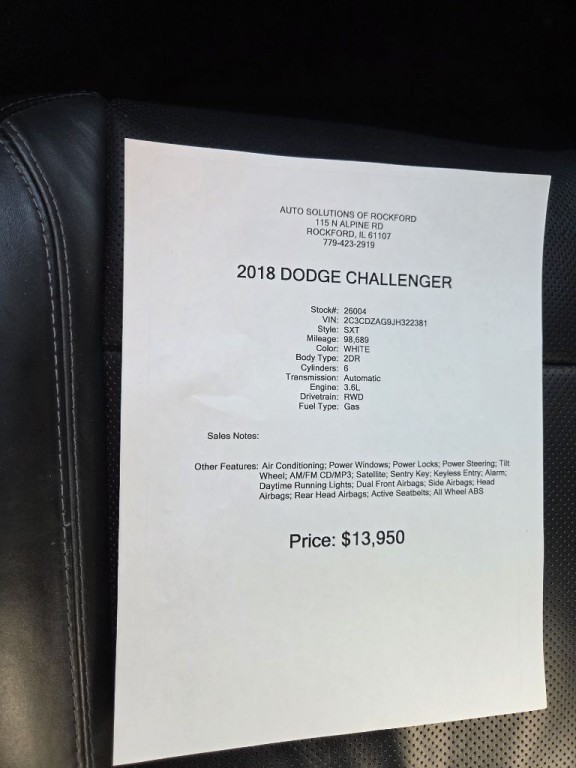 AUTO SOLUTIONS OF ROCKFORD
115 N ALPINE RD
ROCKFORD, IL 61107
779-423-2919
2018 DODGE CHALLENGER
Stock#: 26004
VIN: 2C3CDZAG9JH322381
Style: SXT
Mileage: 98,689
Color: WHITE
Body Type: 2DR
Cylinders: 6
Transmission: Automatic
Engine: 3.6L
Drivetrain: RWD
Fuel Type: Gas
Sales Notes:
Other Features: Air Conditioning; Power Windows; Power Locks; Power Steering; Tilt
Wheel; AM/FM CD/MP3; Satellite; Sentry Key; Keyless Entry; Alarm;
Daytime Running Lights; Dual Front Airbags; Side Airbags; Head
Airbags; Rear Head Airbags; Active Seatbelts; All Wheel ABS
Price: $13,950